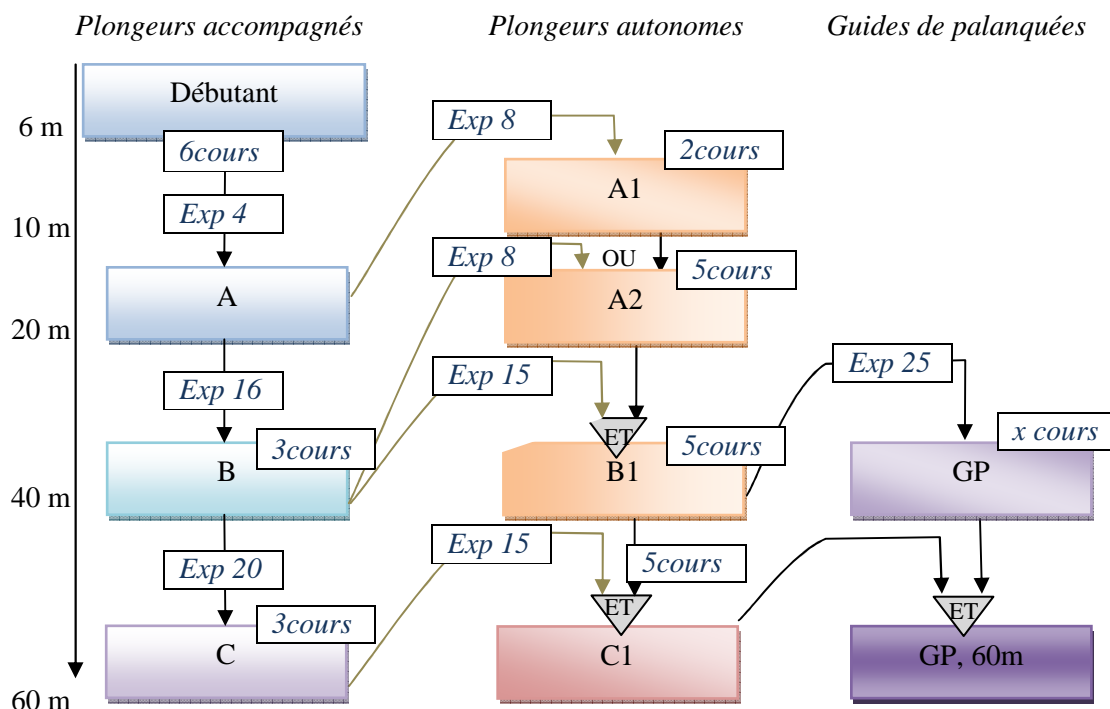 Plongeurs accompagnés
Plongeurs autonomes
Guides de palanquées
Débutant
6 m
Exp 8
6cours
2cours
A1
Exp 4
10 m
Exp 8
OU
5cours
A
A2
20 m
Exp 16
Exp 15
Exp 25
3cours
ET
5cours
x cours
B
B1
GP
40 m
Exp 20
Exp 15
5cours
3cours
ET
ET
C
C1
GP, 60m
60 m